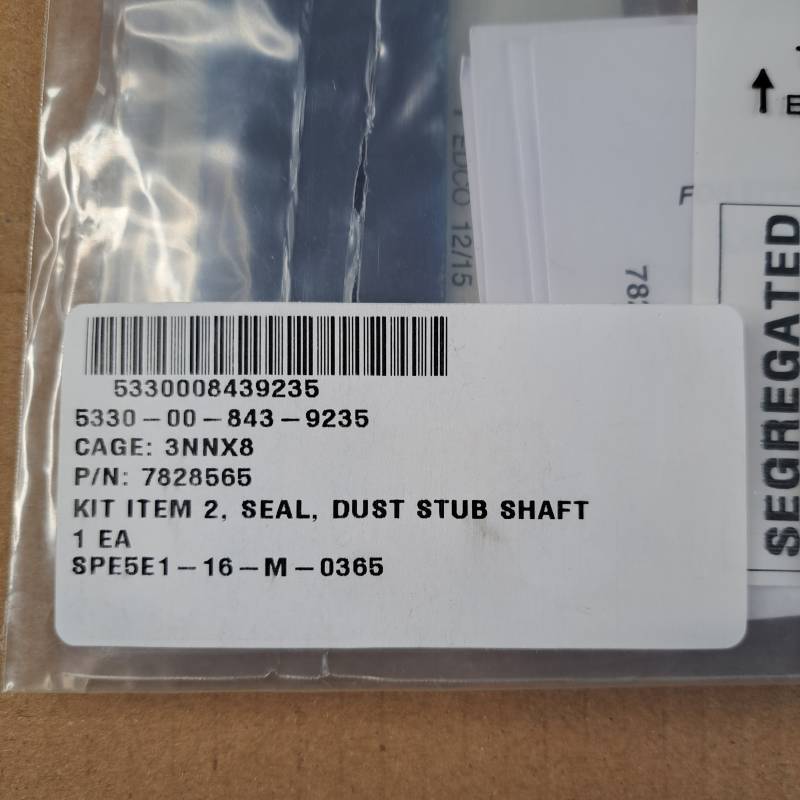 5330008439235
5330-00-843-9235
CAGE: 3NNX8
P/N: 7828565
KIT ITEM 2, SEAL, DUST STUB SHAFT
1 EA
SPE5E1-16-M-0365
SEGREGATED
EDCO 12/15